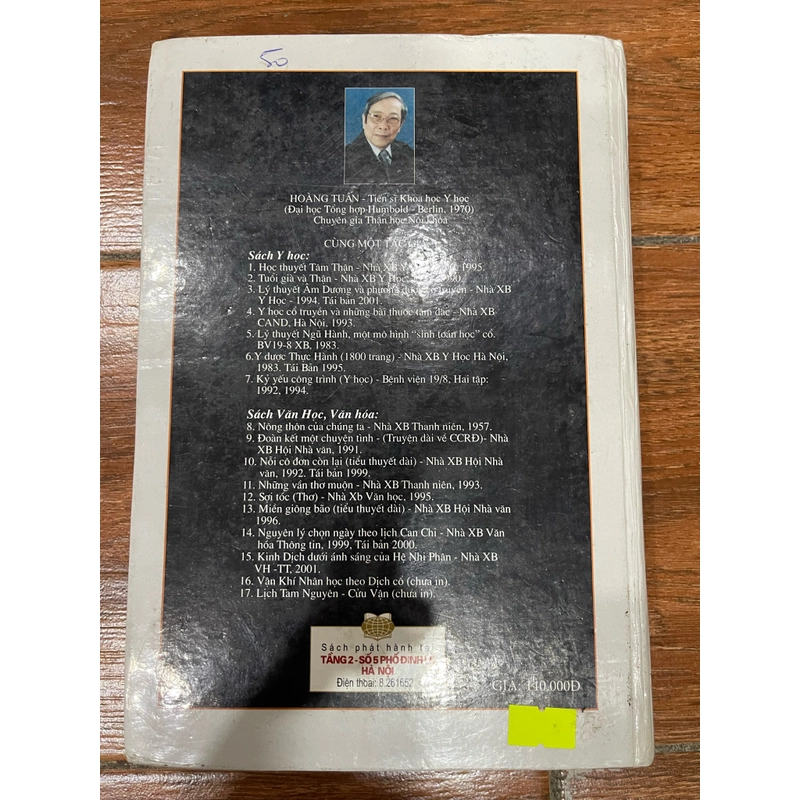 50
HOÀNG TUẤN - Tiến sĩ Khoa học Y học
(Đại học Tổng hợp Humbold - Berlin, 1970)
Chuyên gia Thận học Nội khoa
CÙNG MỘT TÁC
Sách Y học:
1. Học thuyết Tâm Thận - Nhà XB Y 1995.
2. Tuổi già và Thận - Nhà XB Y Học
3. Lý thuyết Âm Dương và phương truyền - Nhà XB
Y Học - 1994. Tái bản 2001.
4. Y học cổ truyền và những bài thuốc tâm đắc - Nhà XB
CAND, Hà Nội, 1993.
5. Lý thuyết Ngũ Hành, một mô hình “sinh toán học” cổ.
BV19-8 XB, 1983.
6.Y dược Thực Hành (1800 trang) - Nhà XB Y Học Hà Nội,
1983. Tái Bản 1995.
7. Kỷ yếu công trình (Y học) - Bệnh viện 19/8, Hai tập:
1992, 1994.
Sách Văn Học, Văn hóa:
8. Nông thôn của chúng ta - Nhà XB Thanh niên, 1957.
9. Đoàn kết một chuyện tình - (Truyện dài về CCRĐ)- Nhà
XB Hội Nhà văn, 1991.
10. Nỗi cô đơn còn lại (tiểu thuyết dài) - Nhà XB Hội Nhà
văn, 1992. Tái bản 1999.
11. Những vần thơ muộn - Nhà XB Thanh niên, 1993.
12. Sợi tóc (Thơ) - Nhà Xb Văn học, 1995.
13. Miền giông bão (tiểu thuyết dài) - Nhà XB Hội Nhà văn
1996.
14. Nguyên lý chọn ngày theo lịch Can Chi - Nhà XB Văn
hóa Thông tin, 1999, Tái bản 2000.
15. Kinh Dịch dưới ánh sáng của Hệ Nhị Phân - Nhà XB
VH -TT, 2001.
16. Vận Khí Nhân học theo Dịch cổ (chưa in).
17. Lịch Tam Nguyên - Cửu Vận (chưa in).
Sách phát hành
TẦNG 2 - SỐ 5 PHỐ ĐINH
HÀ NỘI
Điện thoại: 8.261652
GIÁ: 140.000Đ